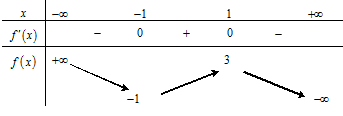 x −∞ −1 1 +∞
f'(x) − 0 + 0 −
f(x) +∞ 3
−1 −∞